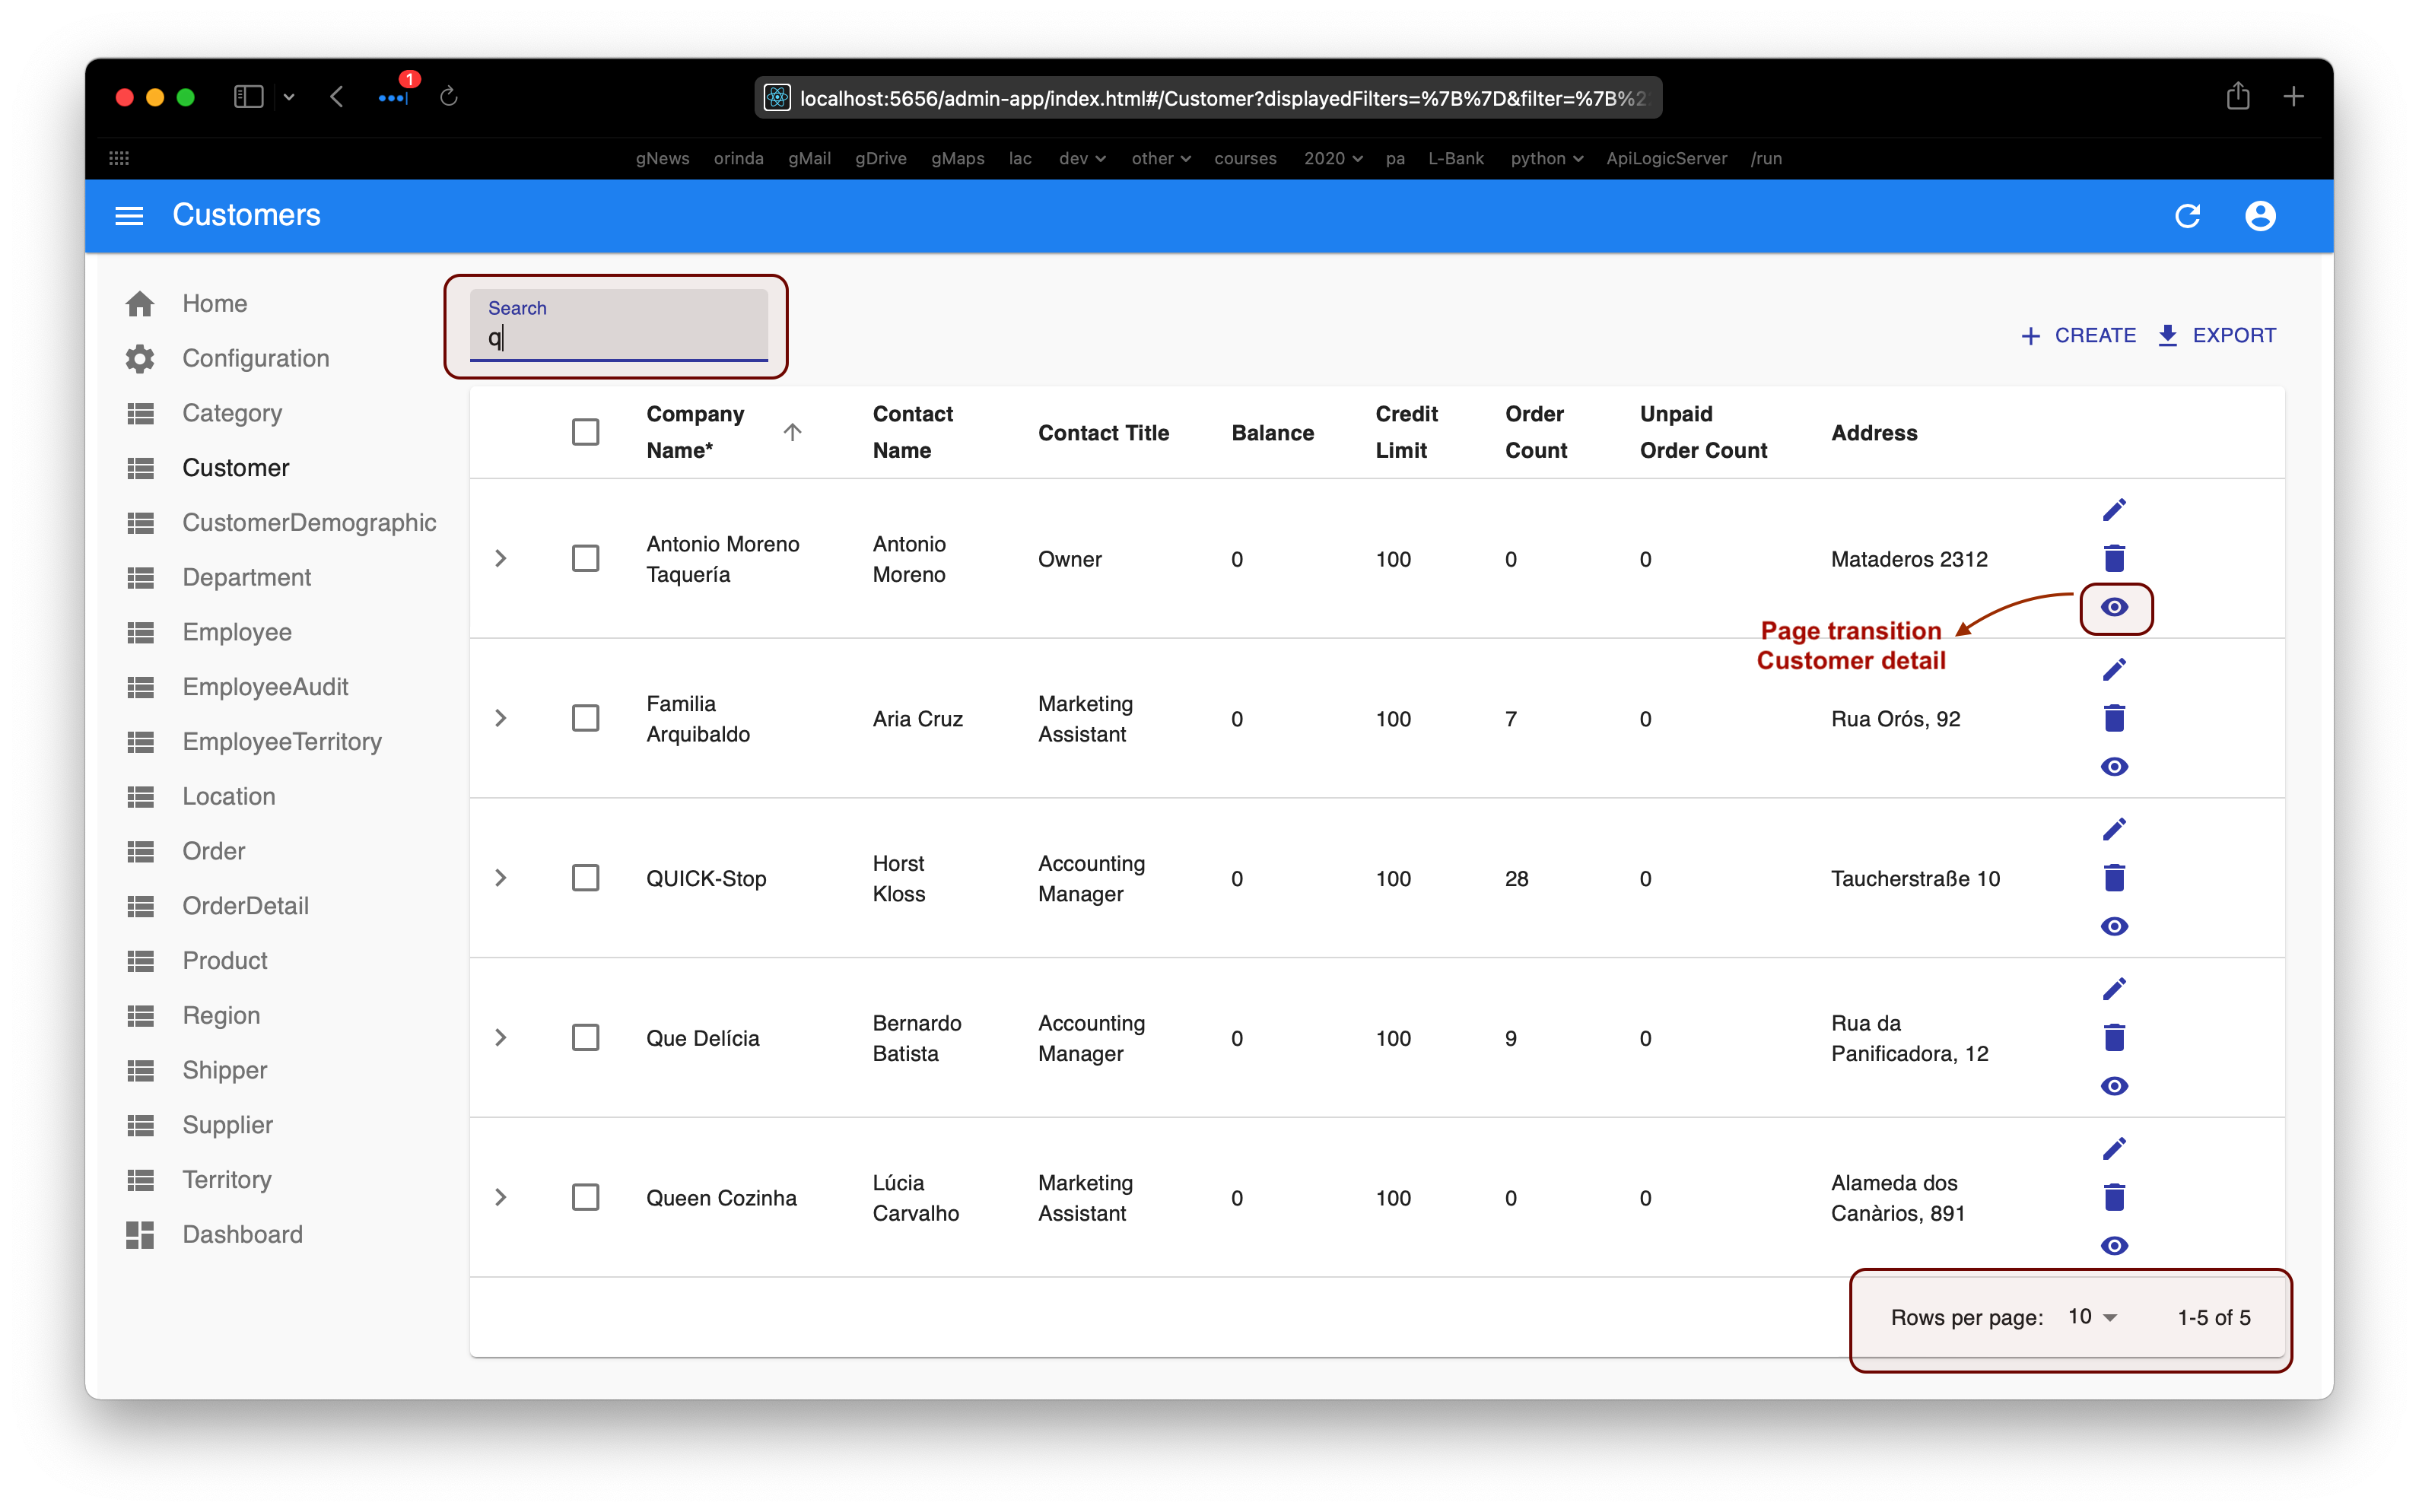 1
localhost:5656/admin-app/index.html#/Customer?displayedFilters=%7B%7D&filter=%7B%2
gNews orinda gMail gDrive gMaps lac dev other courses 2020 pa L-Bank python ApiLogicServer /run
Customers
Home
Configuration
Category
Customer
CustomerDemographic
Department
Employee
EmployeeAudit
EmployeeTerritory
Location
Order
OrderDetail
Product
Region
Shipper
Supplier
Territory
Dashboard
Search
q
+ CREATE EXPORT
Company Name* Contact Name Contact Title Balance Credit Limit Order Count Unpaid Order Count Address
Antonio Moreno Taquería Antonio Moreno Owner 0 100 0 0 Mataderos 2312
Page transition
Customer detail
Familia Arquibaldo Aria Cruz Marketing Assistant 0 100 7 0 Rua Orós, 92
QUICK-Stop Horst Kloss Accounting Manager 0 100 28 0 Taucherstraße 10
Que Delícia Bernardo Batista Accounting Manager 0 100 9 0 Rua da Panificadora, 12
Queen Cozinha Lúcia Carvalho Marketing Assistant 0 100 0 0 Alameda dos Canàrios, 891
Rows per page: 10 1-5 of 5